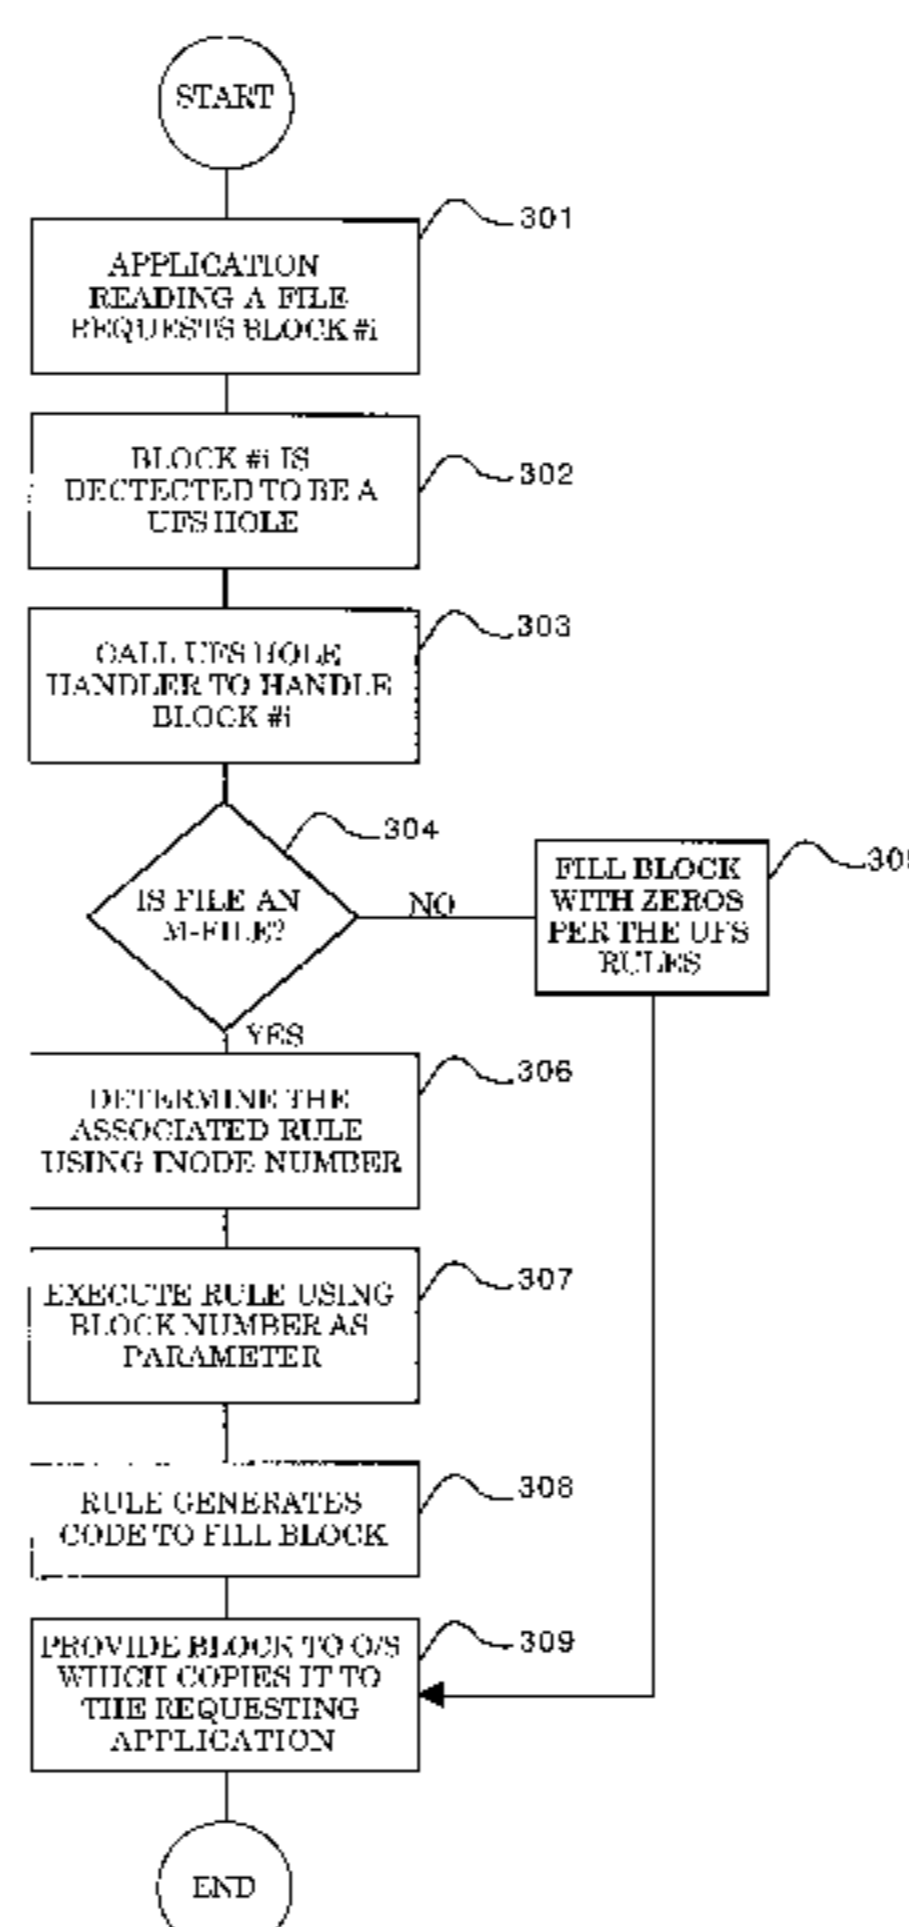 START
301
APPLICATION
READING A FILE
REQUESTS BLOCK #i
302
BLOCK #i IS
DECTECTED TO BE A
UFS HOLE
303
CALL UFS HOLE
HANDLER TO HANDLE
BLOCK #i
304
IS FILE AN
M-FILE?
NO
FILL BLOCK
WITH ZEROS
PER THE UFS
RULES
YES
306
DETERMINE THE
ASSOCIATED RULE
USING INODE NUMBER
307
EXECUTE RULE USING
BLOCK NUMBER AS
PARAMETER
308
RULE GENERATES
CODE TO FILL BLOCK
309
PROVIDE BLOCK TO O/S
WHICH COPIES IT TO
THE REQUESTING
APPLICATION
END